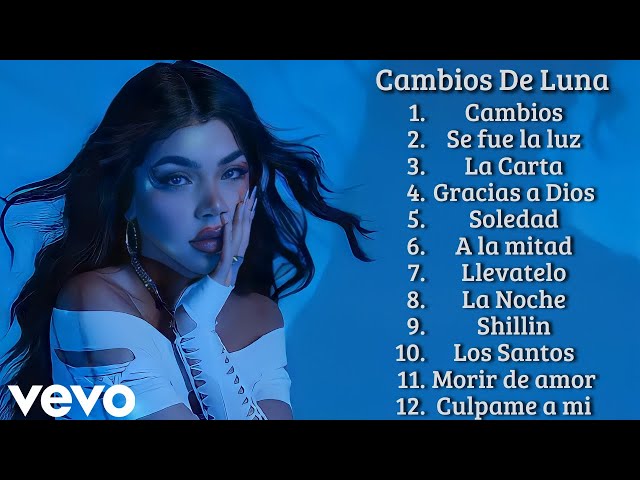 Cambios De Luna
1. Cambios
2. Se fue la luz
3. La Carta
4. Gracias a Dios
5. Soledad
6. A la mitad
7. Llevatelo
8. La Noche
9. Shillin
10. Los Santos
11. Morir de amor
12. Culpame a mi
vevo